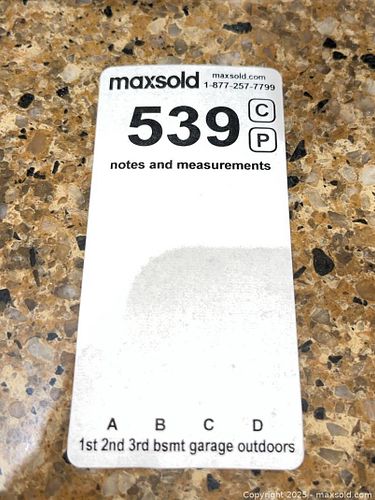 maxsold maxsold.com
1-877-257-7799
539 C
P
notes and measurements
A B C D
1st 2nd 3rd bsmt garage outdoors
Copyright 2025 - maxsold.com